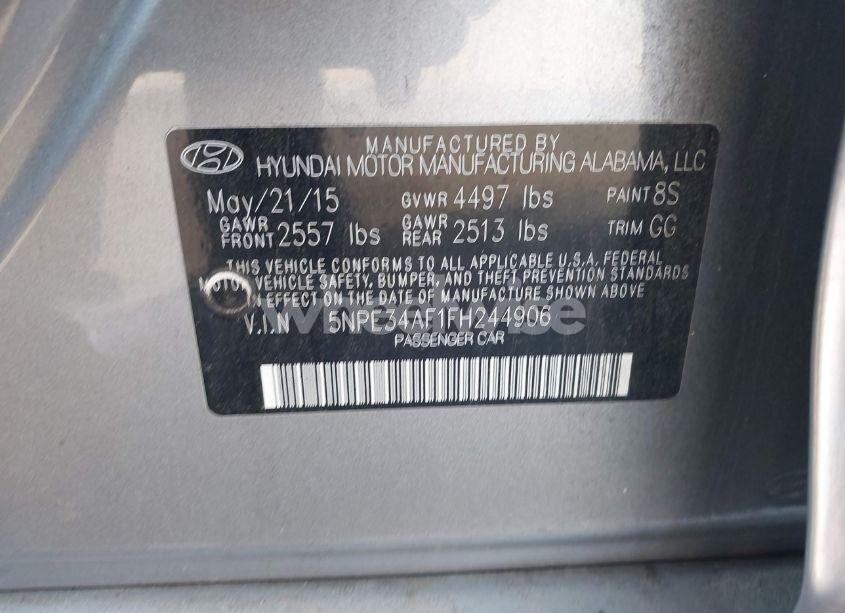 MANUFACTURED BY
HYUNDAI MOTOR MANUFACTURING ALABAMA, LLC
May/21/15 GVWR 4497 lbs PAINT 8S
GAWR FRONT 2557 lbs GAWR REAR 2513 lbs TRIM GG
THIS VEHICLE CONFORMS TO ALL APPLICABLE U.S.A. FEDERAL
MOTOR VEHICLE SAFETY, BUMPER, AND THEFT PREVENTION STANDARDS
IN EFFECT ON THE DATE OF MANUFACTURE SHOWN ABOVE
V.I.N 5NPE34AF1FH244906
PASSENGER CAR